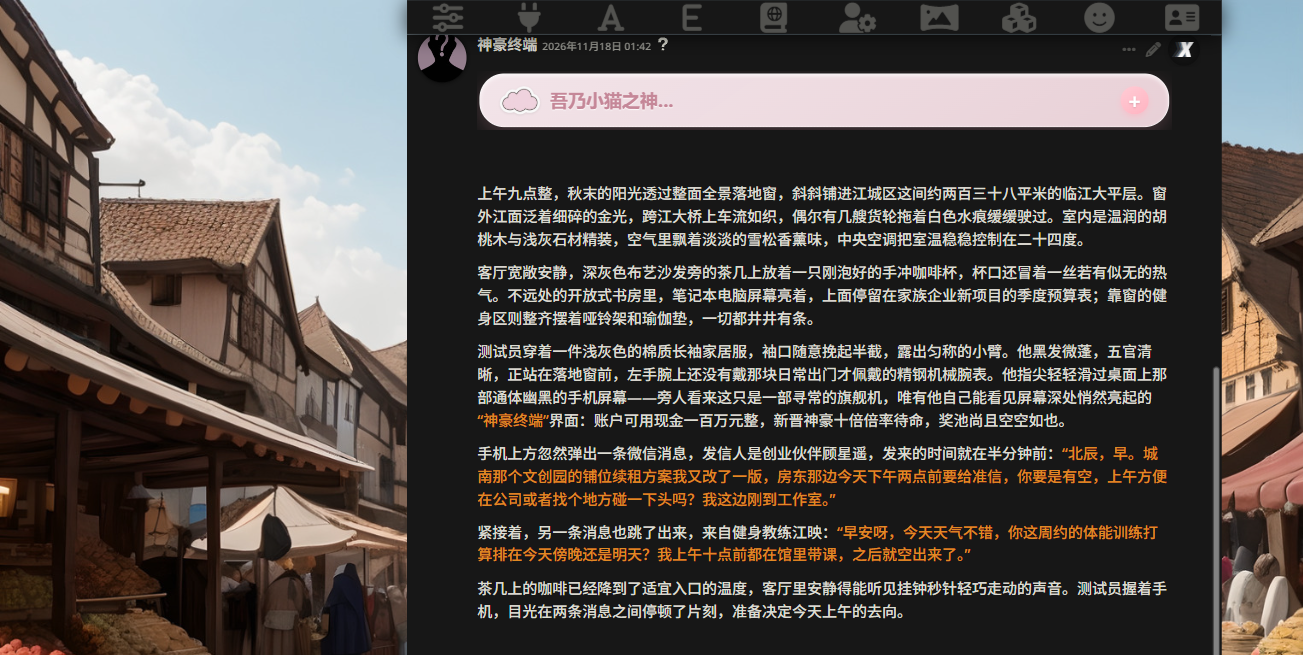 神豪终端 2026年11月18日 01:42 ?
吾乃小猫之神...
上午九点整，秋末的阳光透过整面全景落地窗，斜斜铺进江城区这间约两百三十八平米的临江大平层。窗
外江面泛着细碎的金光，跨江大桥上车流如织，偶尔有几艘货轮拖着白色水痕缓缓驶过。室内是温润的胡
桃木与浅灰石材精装，空气里飘着淡淡的雪松香薰味，中央空调把室温稳稳控制在二十四度。
客厅宽敞安静，深灰色布艺沙发旁的茶几上放着一只刚泡好的手冲咖啡杯，杯口还冒着一丝若有似无的热
气。不远处的开放式书房里，笔记本电脑屏幕亮着，上面停留在家族企业新项目的季度预算表；靠窗的健
身区则整齐摆着哑铃架和瑜伽垫，一切都井井有条。
测试员穿着一件浅灰色的棉质长袖家居服，袖口随意挽起半截，露出匀称的小臂。他黑发微蓬，五官清
晰，正站在落地窗前，左手腕上还没有戴那块日常出门才佩戴的精钢机械腕表。他指尖轻轻滑过桌面上那
部通体幽黑的手机屏幕——旁人看来这只是一部寻常的旗舰机，唯有他自己能看见屏幕深处悄然亮起的
“神豪终端”界面：账户可用现金一百万元整，新晋神豪十倍倍率待命，奖池尚且空空如也。
手机上方忽然弹出一条微信消息，发信人是创业伙伴顾星遥，发来的时间就在半分钟前：“北辰，早。城
南那个文创园的铺位续租方案我又改了一版，房东那边今天下午两点前要给准信，你要是有空，上午方便
在公司或者找个地方碰一下头吗？我这边刚到工作室。”
紧接着，另一条消息也跳了出来，来自健身教练江映：“早安呀，今天天气不错，你这周约的体能训练打
算排在今天傍晚还是明天？我上午十点前都在馆里带课，之后就空出来了。”
茶几上的咖啡已经降到了适宜入口的温度，客厅里安静得能听见挂钟秒针轻巧走动的声音。测试员握着手
机，目光在两条消息之间停顿了片刻，准备决定今天上午的去向。